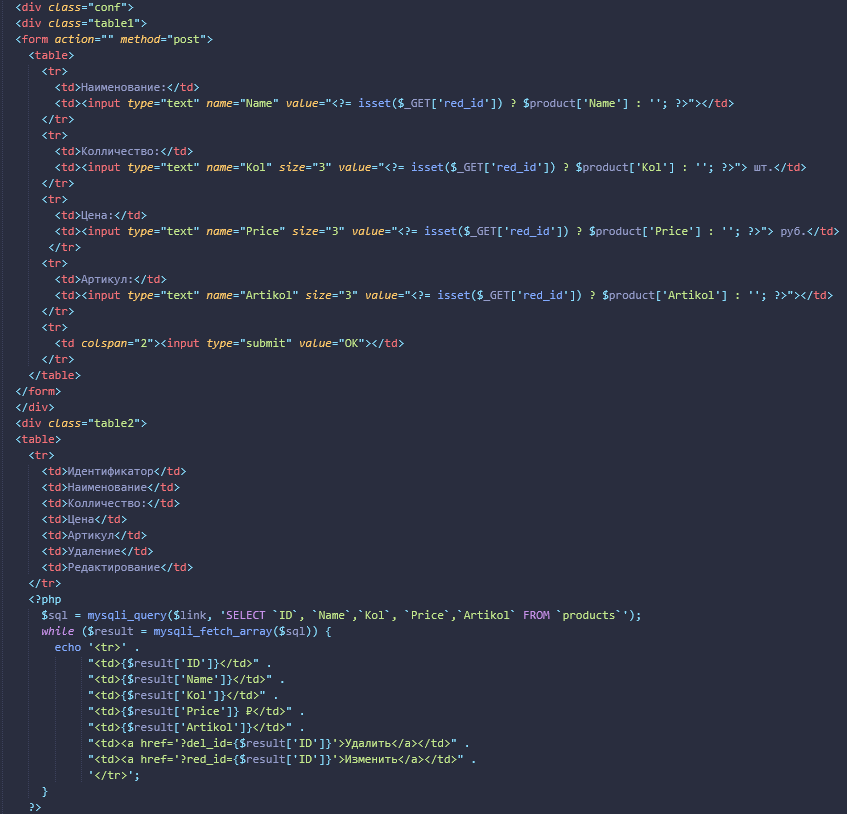 <div class="conf">
<div class="table1">
<form action="" method="post">
  <table>
    <tr>
      <td>Наименование:</td>
      <td><input type="text" name="Name" value="<?= isset($_GET['red_id']) ? $product['Name'] : ''; ?>"></td>
    </tr>
    <tr>
      <td>Колличество:</td>
      <td><input type="text" name="Kol" size="3" value="<?= isset($_GET['red_id']) ? $product['Kol'] : ''; ?>"> шт.</td>
    </tr>
    <tr>
      <td>Цена:</td>
      <td><input type="text" name="Price" size="3" value="<?= isset($_GET['red_id']) ? $product['Price'] : ''; ?>"> руб.</td>
     </tr>
    <tr>
      <td>Артикул:</td>
      <td><input type="text" name="Artikol" size="3" value="<?= isset($_GET['red_id']) ? $product['Artikol'] : ''; ?>"></td>
    </tr>
    <tr>
      <td colspan="2"><input type="submit" value="OK"></td>
    </tr>
  </table>
</form>
</div>
<div class="table2">
<table>
  <tr>
    <td>Идентификатор</td>
    <td>Наименование</td>
    <td>Колличество:</td>
    <td>Цена</td>
    <td>Артикул</td>
    <td>Удаление</td>
    <td>Редактирование</td>
  </tr>
  <?php
    $sql = mysqli_query($link, 'SELECT `ID`, `Name`,`Kol`, `Price`,`Artikol` FROM `products`');
    while ($result = mysqli_fetch_array($sql)) {
      echo '<tr>' .
           "<td>{$result['ID']}</td>" .
           "<td>{$result['Name']}</td>" .
           "<td>{$result['Kol']}</td>" .
           "<td>{$result['Price']} ₽</td>" .
           "<td>{$result['Artikol']}</td>" .
           "<td><a href='?del_id={$result['ID']}'>Удалить</a></td>" .
           "<td><a href='?red_id={$result['ID']}'>Изменить</a></td>" .
           '</tr>';
    }
  ?>